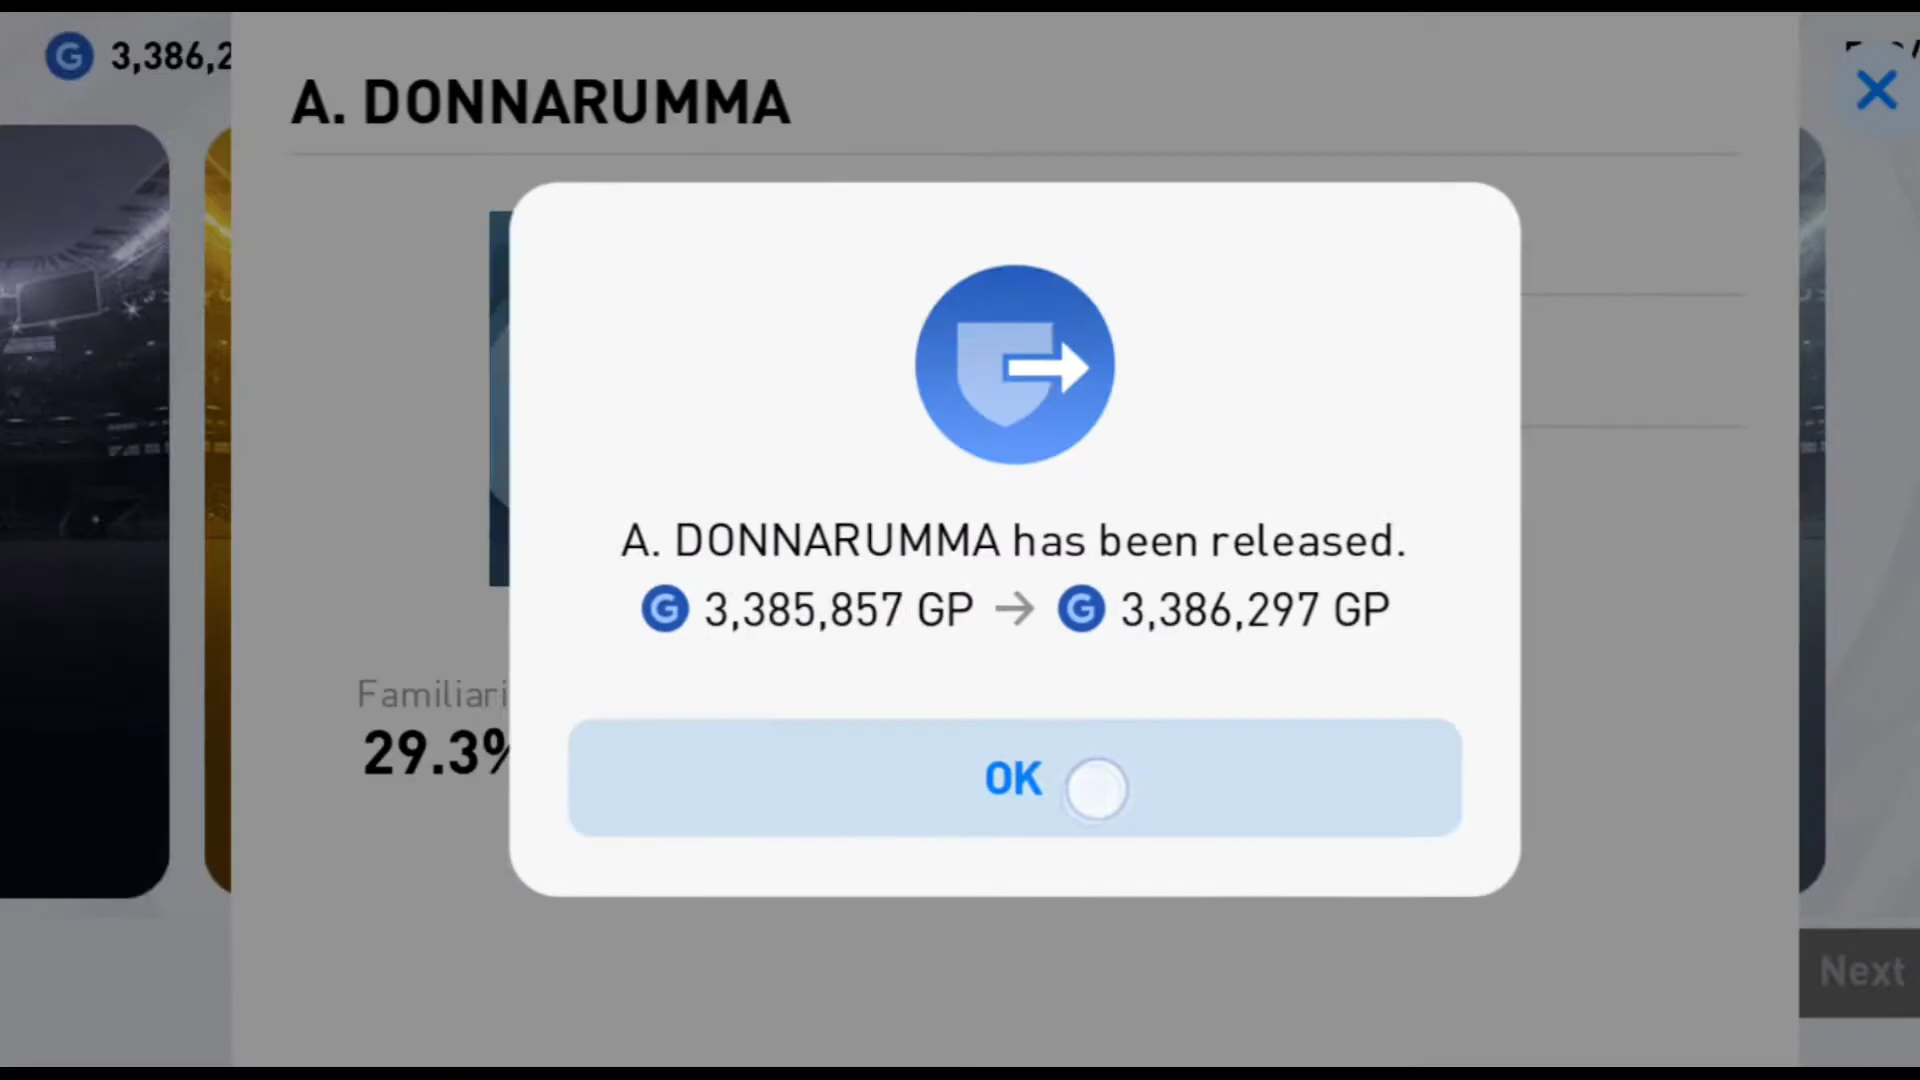 3,386,2
A. DONNARUMMA
A. DONNARUMMA has been released.
G 3,385,857 GP → G 3,386,297 GP
Familiari
29.3%
OK
Next